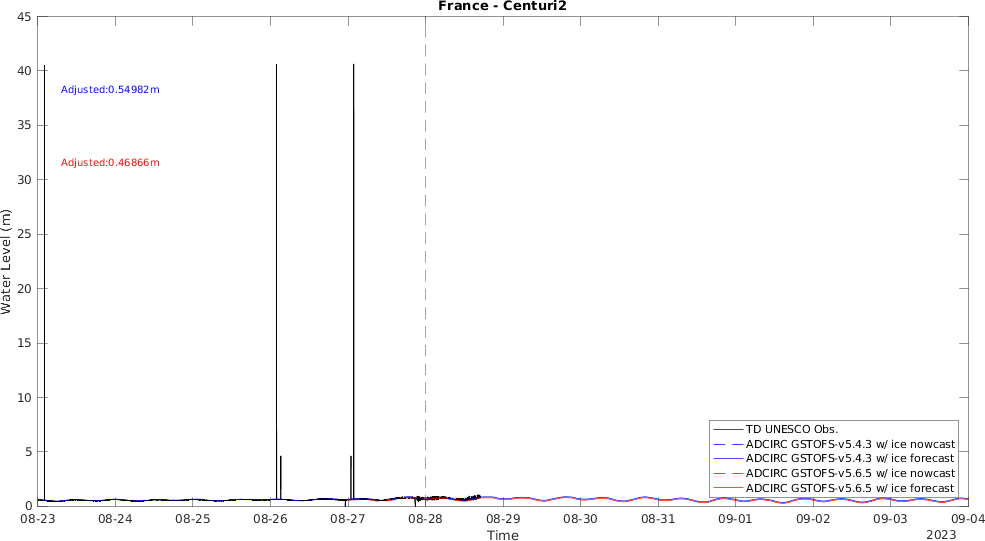 France - Centuri2
45
40
35
30
25
20
15
10
5
0
Water Level (m)
Adjusted:0.54982m
Adjusted:0.46866m
TD UNESCO Obs.
ADCIRC GSTOFS-v5.4.3 w/ ice nowcast
ADCIRC GSTOFS-v5.4.3 w/ ice forecast
ADCIRC GSTOFS-v5.6.5 w/ ice nowcast
ADCIRC GSTOFS-v5.6.5 w/ ice forecast
08-23 08-24 08-25 08-26 08-27 08-28 08-29 08-30 08-31 09-01 09-02 09-03 09-04
Time
2023